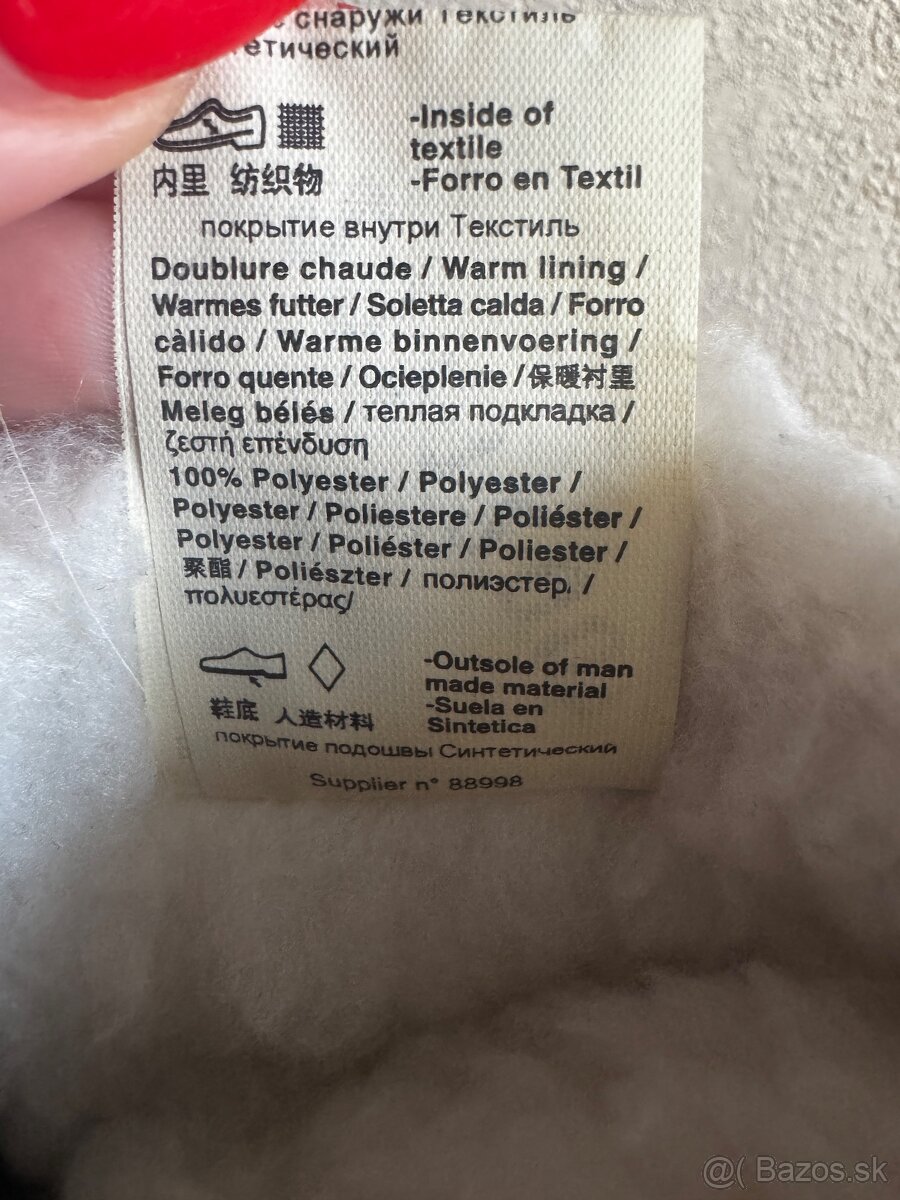 снаружи Текстиль
етический
-Inside of
textile
内里 纺织物
-Forro en Textil
покрытие внутри Текстиль
Doublure chaude / Warm lining /
Warmes futter / Soletta calda / Forro
càlido / Warme binnenvoering /
Forro quente / Ocieplenie / 保暖衬里
Meleg bélés / теплая подкладка /
ζεστή επένδυση
100% Polyester / Polyester /
Polyester / Poliestere / Poliéster /
Polyester / Poliéster / Poliester /
聚酯 / Poliészter / полиэстер. /
πολυεστέρας/
-Outsole of man
made material
-Suela en
Sintetica
鞋底 人造材料
покрытие подошвы Синтетический
Supplier n° 88998
@( Bazos.sk